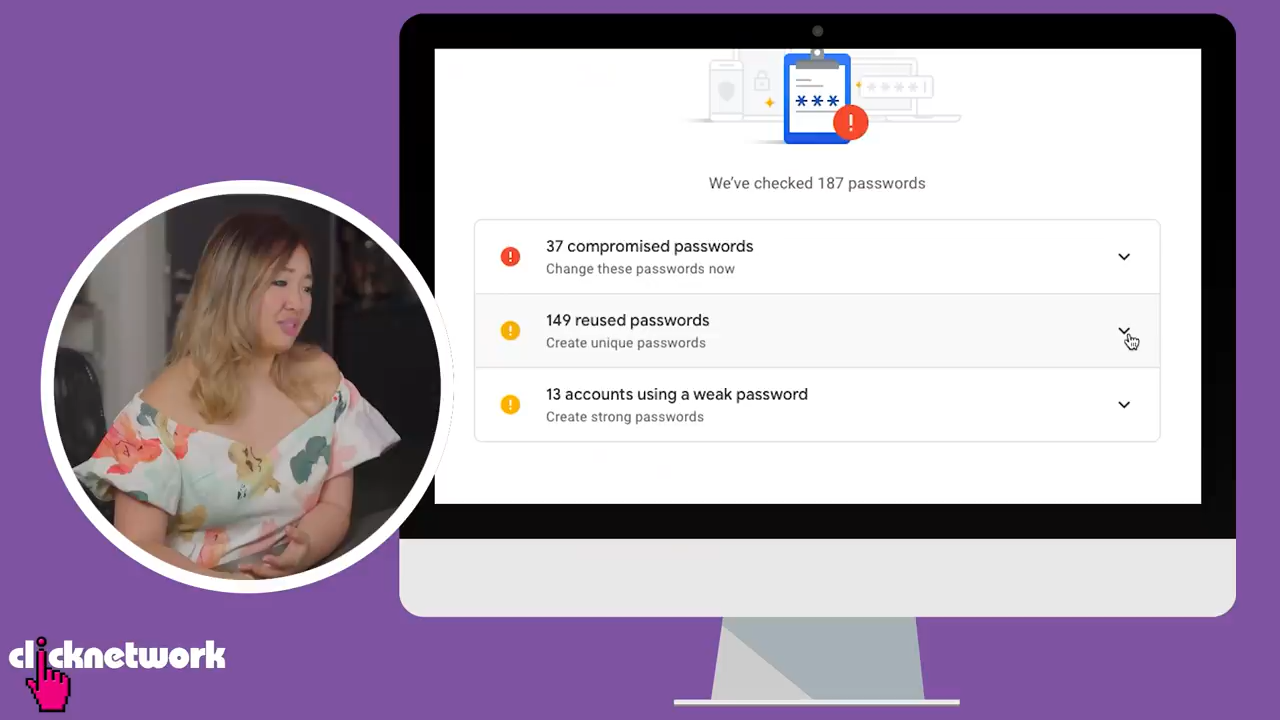 We've checked 187 passwords
37 compromised passwords
Change these passwords now
149 reused passwords
Create unique passwords
13 accounts using a weak password
Create strong passwords
clicknetwork